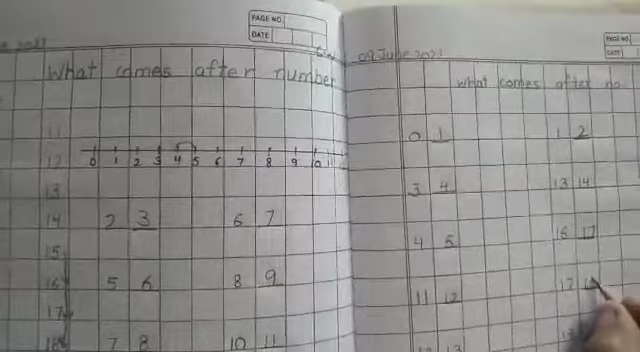 PAGE NO.
DATE
What comes after number
11
12
0 1 2 3 4 5 6 7 8 9 10
13
14 2 3 6 7
15
16 5 6 8 9
17
18 7 8 10 11
PAGE NO.
DATE
09 June 2021
what comes after no.
0 1 1 2
3 4 13 14
4 5 16 17
11 12 17
12 13